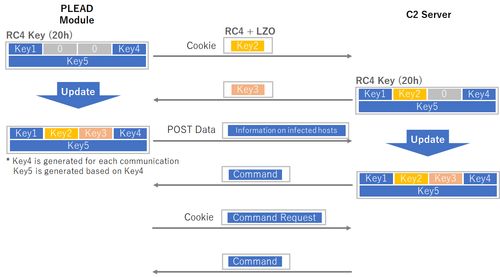 PLEAD
Module
C2 Server
RC4 + LZO
RC4 Key (20h)
Cookie
Key2
Key1 0 0 Key4
Key5
Key3
RC4 Key (20h)
Update
Key1 Key2 0 Key4
Key5
POST Data
Information on infected hosts
Key1 Key2 Key3 Key4
Key5
Update
* Key4 is generated for each communication
Key5 is generated based on Key4
Command
Key1 Key2 Key3 Key4
Key5
Cookie
Command Request
Command